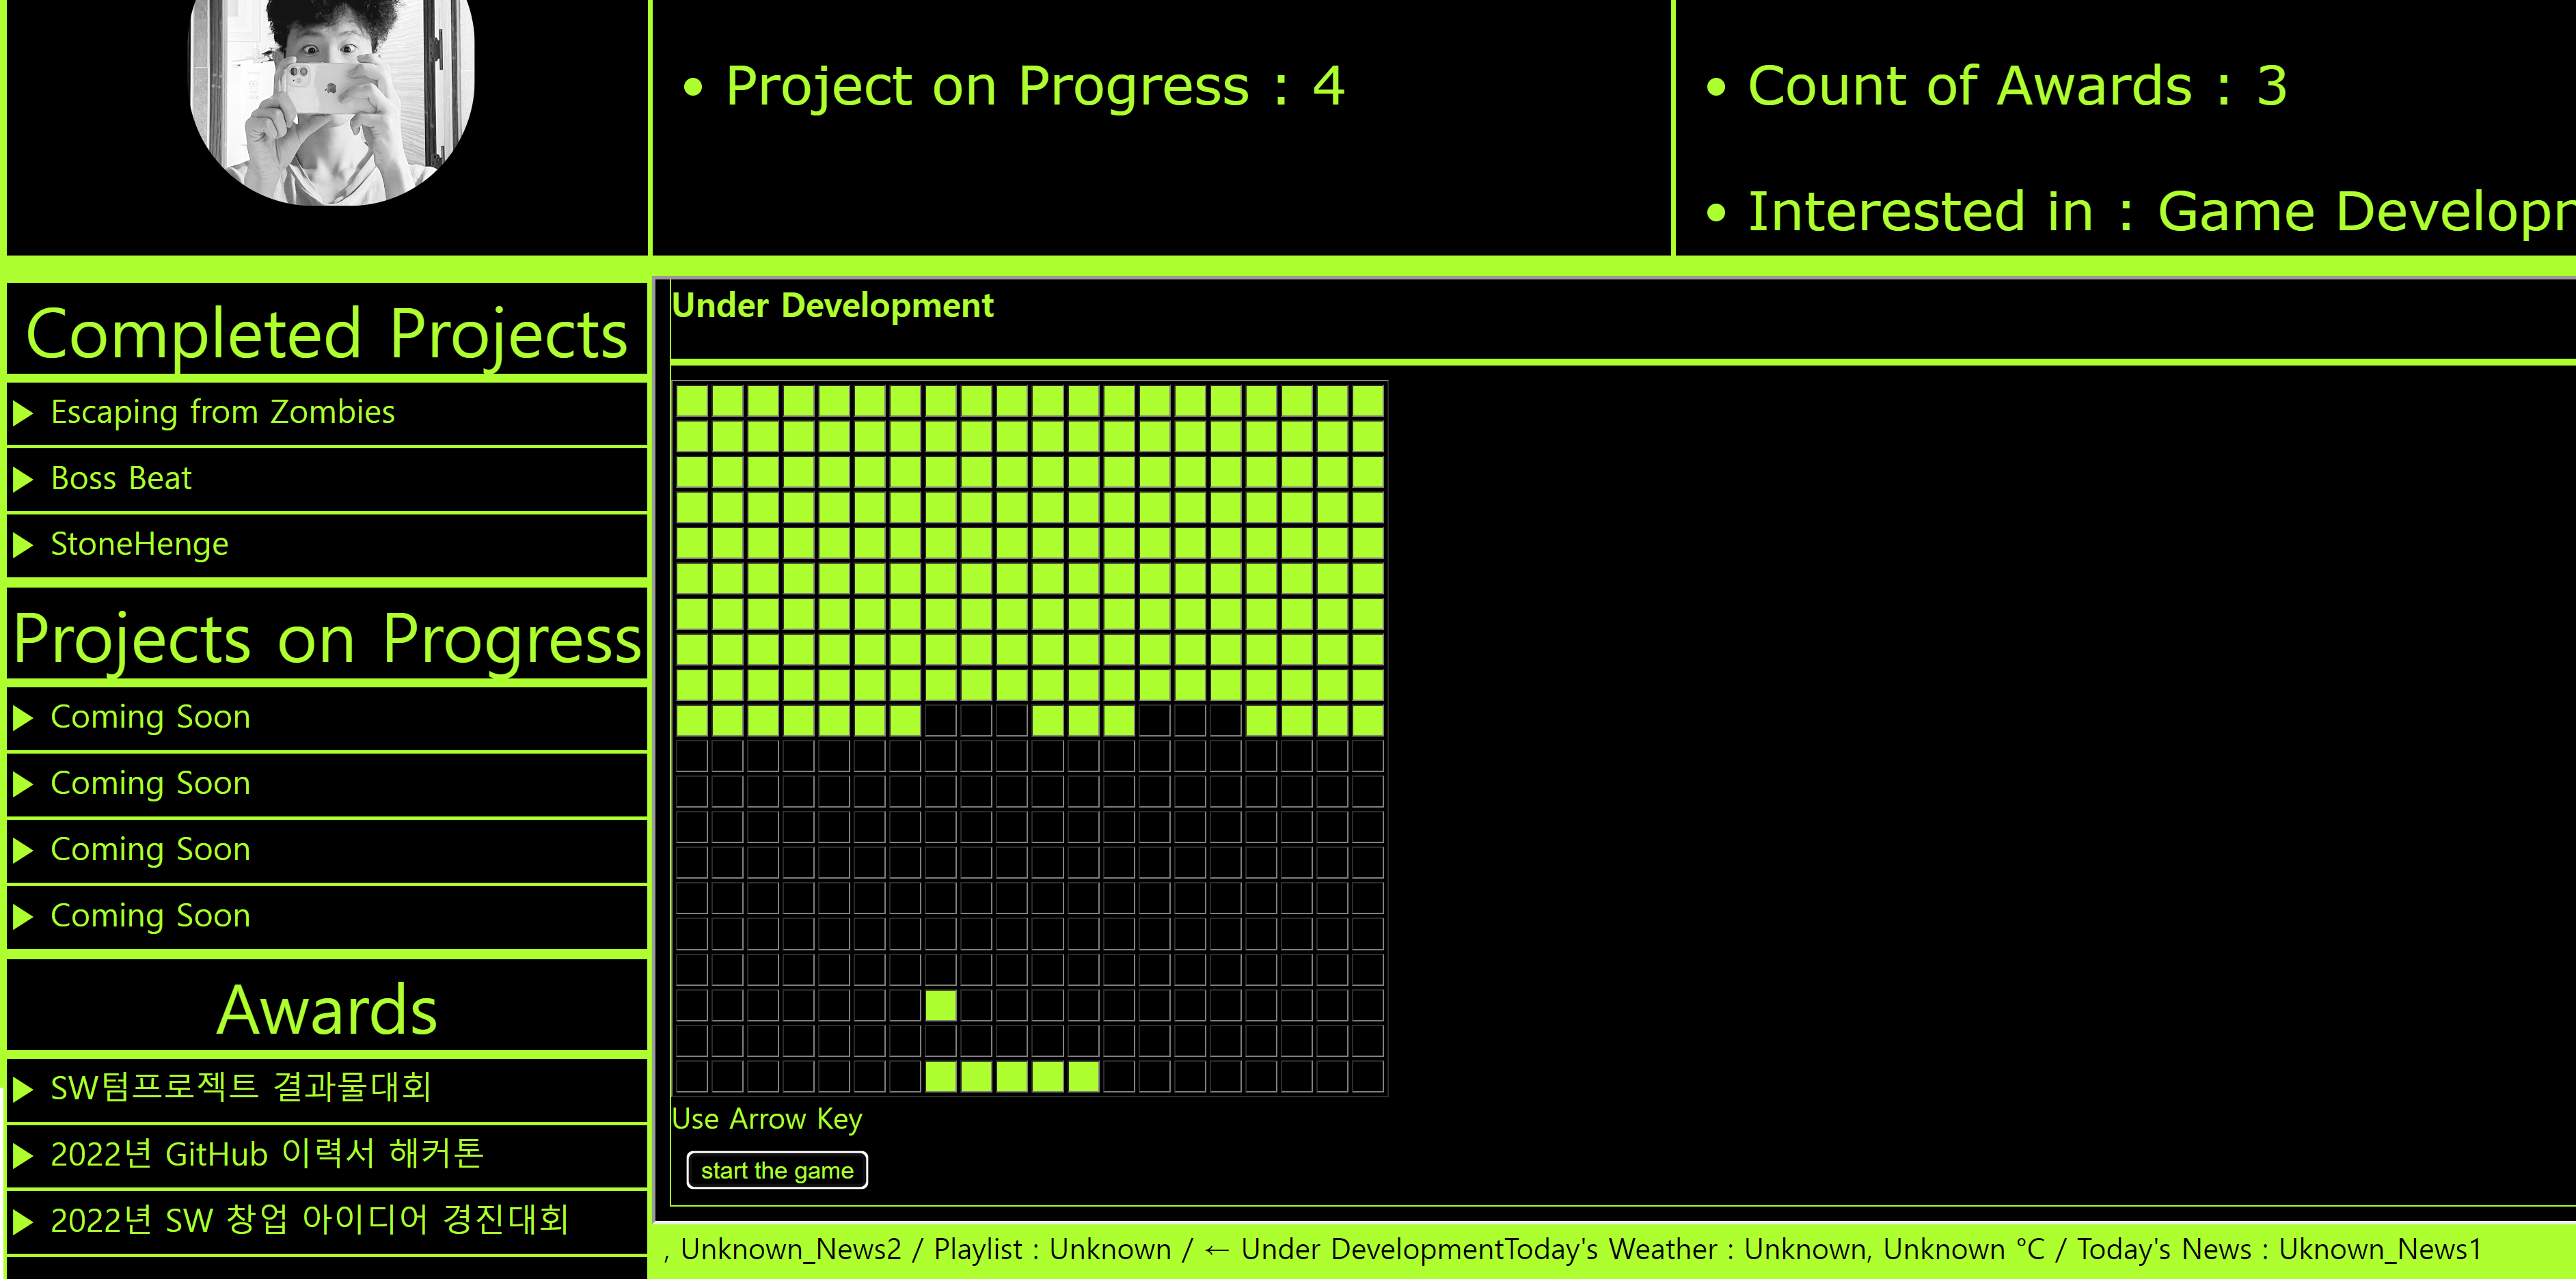 • Project on Progress : 4
• Count of Awards : 3
• Interested in : Game Developm
Completed Projects
▶ Escaping from Zombies
▶ Boss Beat
▶ StoneHenge
Projects on Progress
▶ Coming Soon
▶ Coming Soon
▶ Coming Soon
▶ Coming Soon
Awards
▶ SW텀프로젝트 결과물대회
▶ 2022년 GitHub 이력서 해커톤
▶ 2022년 SW 창업 아이디어 경진대회
Under Development
Use Arrow Key
start the game
, Unknown_News2 / Playlist : Unknown / ← Under DevelopmentToday's Weather : Unknown, Unknown °C / Today's News : Uknown_News1